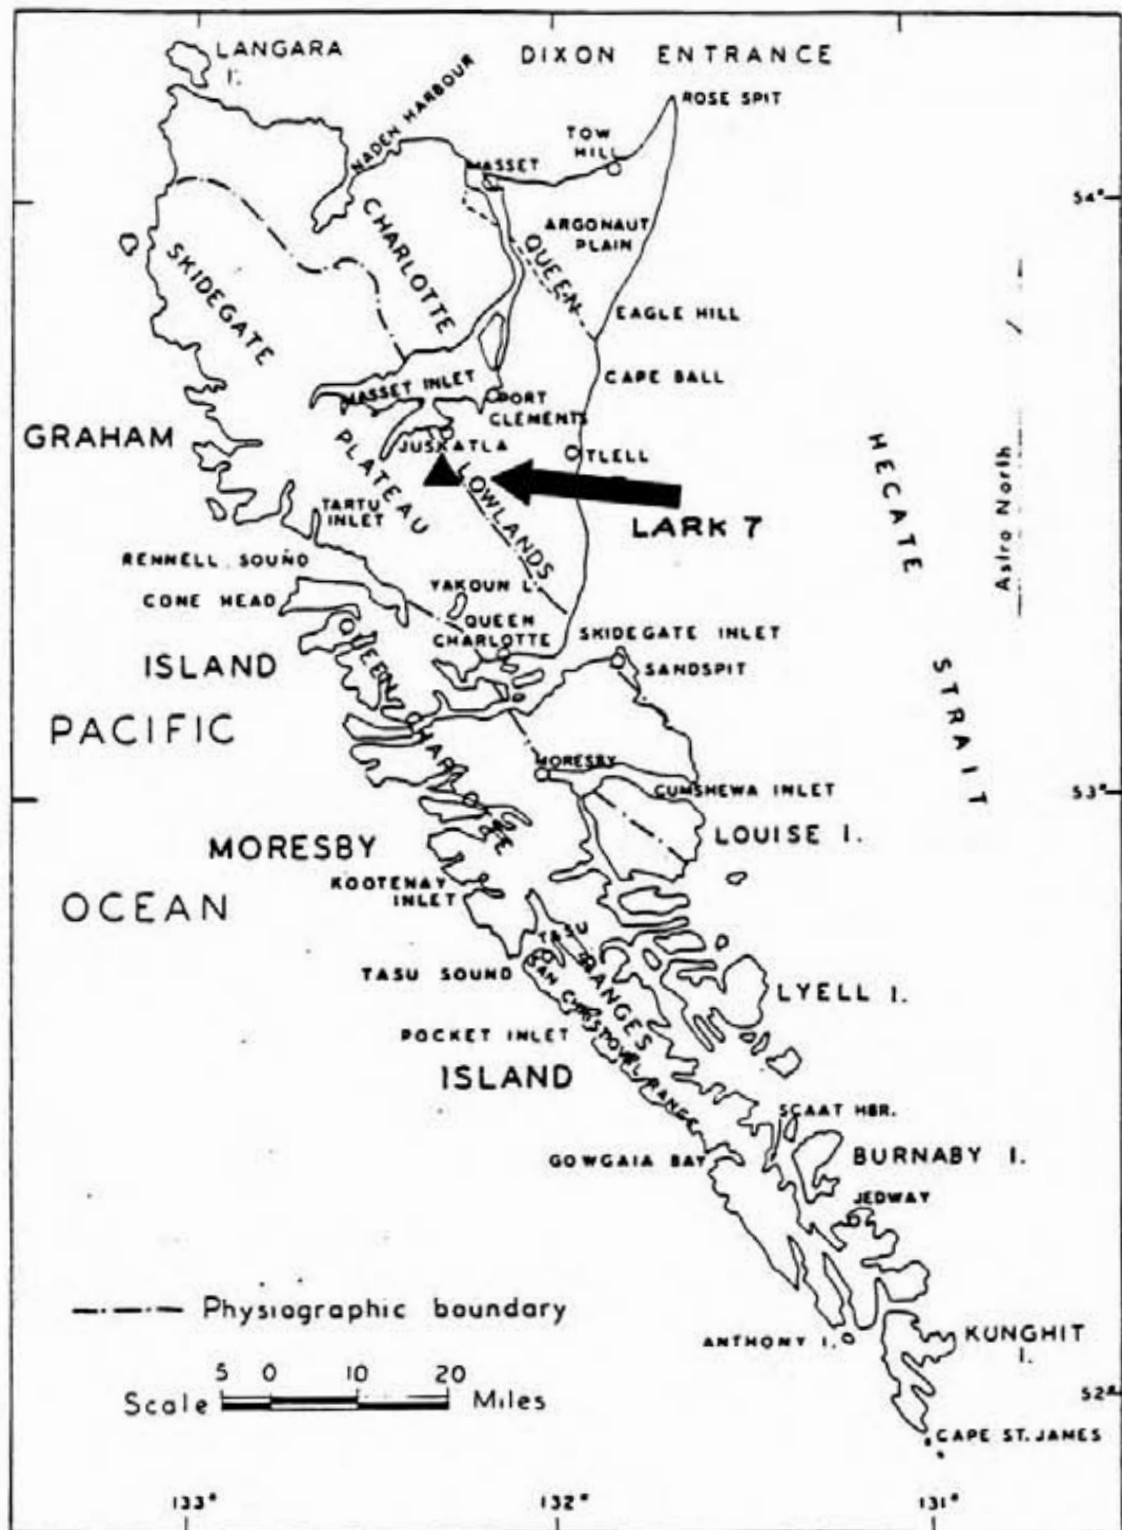 LANGARA
I.
DIXON ENTRANCE
NADEN HARBOUR
ROSE SPIT
TOW
HILL
MASSET
54°
CHARLOTTE
ARGONAUT
PLAIN
QUEEN
SKIDEGATE
EAGLE HILL
CAPE BALL
MASSET INLET
PORT
CLEMENTS
GRAHAM
JUSKATLA
TLELL
PLATEAU
LOWLANDS
LARK 7
HECATE
STRAIT
Astro North
TARTU
INLET
RENNELL SOUND
CONE HEAD
YAKOUN L.
QUEEN
CHARLOTTE
SKIDEGATE INLET
SANDSPIT
ISLAND
QUEEN
PACIFIC
CHARLOTTE
MORESBY
CUMSHEWA INLET
53°
LOUISE I.
MORESBY
KOOTENAY
INLET
OCEAN
TASU
TASU SOUND
RANGES
SAN CHRISTOVAL RANGE
LYELL I.
POCKET INLET
ISLAND
SCAAT HBR.
GOWGAIA BAY
BURNABY I.
JEDWAY
Physiographic boundary
ANTHONY I.
KUNGHIT
I.
5 0 10 20
Scale Miles
52°
CAPE ST. JAMES
133° 132° 131°